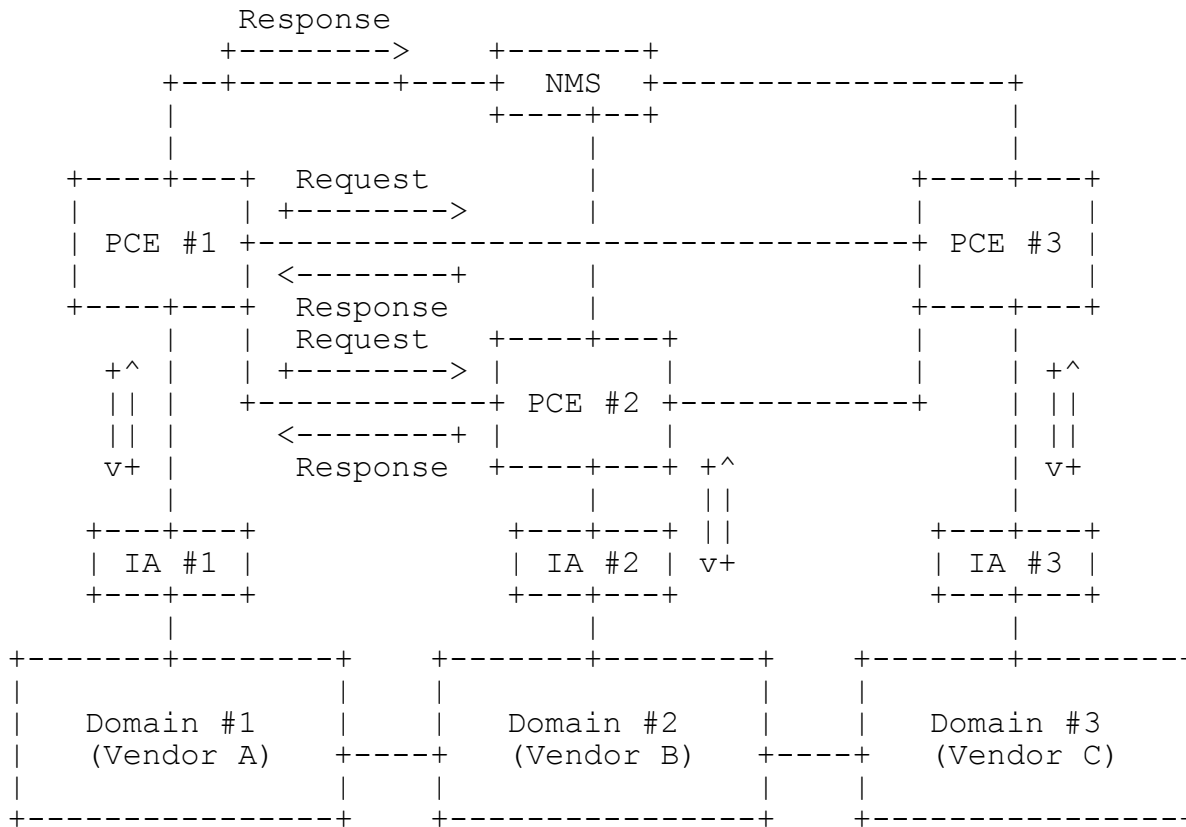 Response
NMS
Request
PCE #1
PCE #3
Response
Request
PCE #2
Response
IA #1
IA #2
IA #3
Domain #1
(Vendor A)
Domain #2
(Vendor B)
Domain #3
(Vendor C)